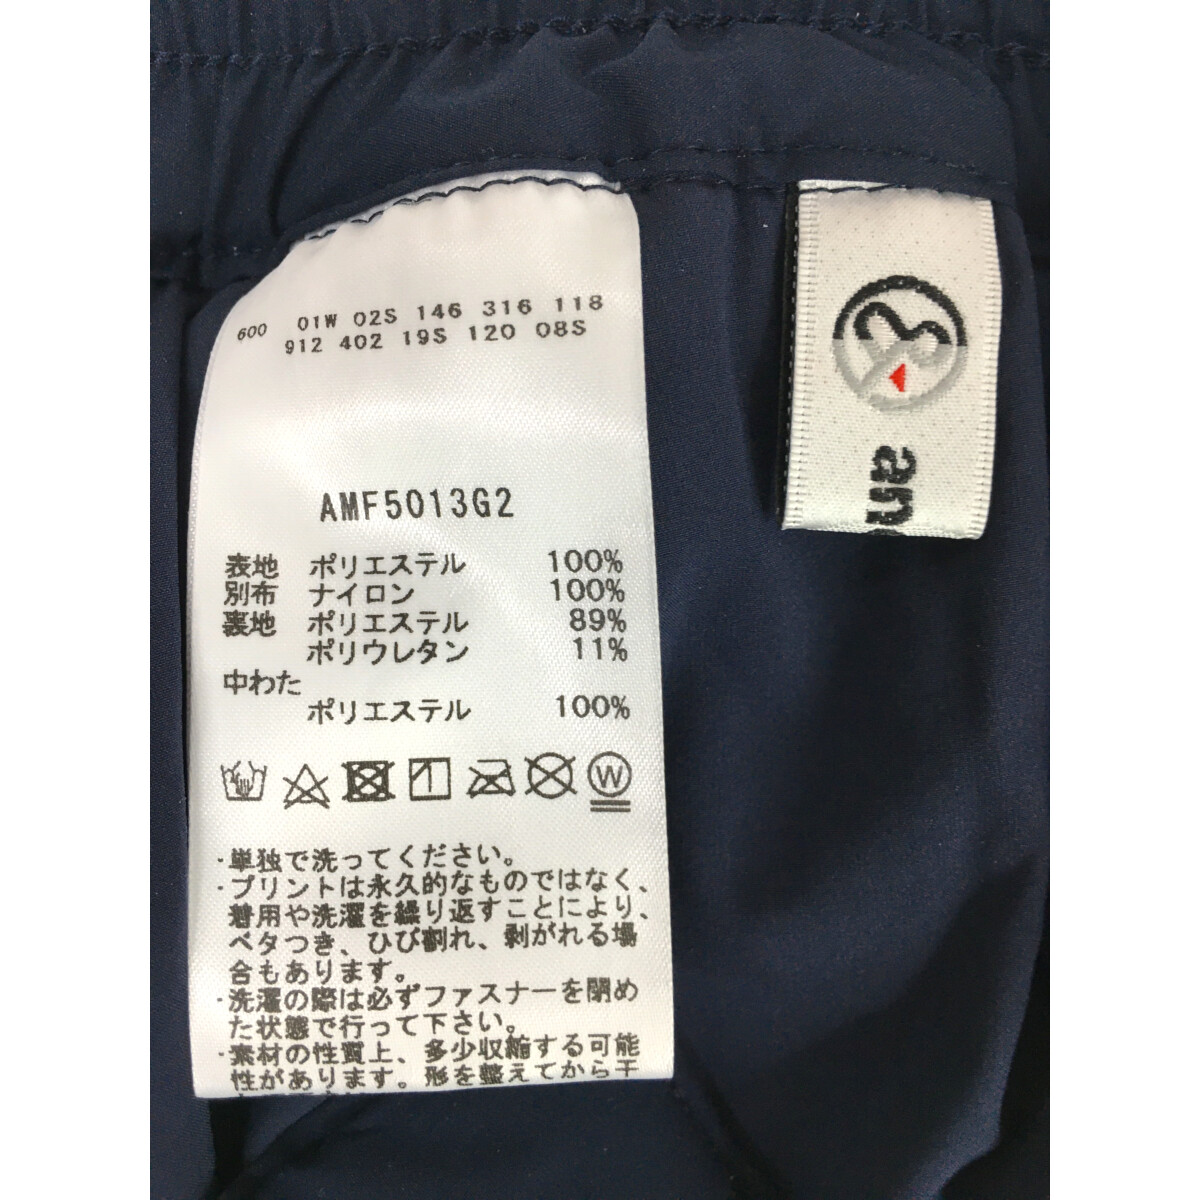 600 01W 02S 146 316 118
912 402 19S 120 08S
AMF5013G2
表地 ポリエステル 100%
別布 ナイロン 100%
裏地 ポリエステル 89%
ポリウレタン 11%
中わた
ポリエステル 100%
W
・単独で洗ってください。
・プリントは永久的なものではなく、
着用や洗濯を繰り返すことにより、
ベタつき、ひび割れ、剥がれる場
合もあります。
・洗濯の際は必ずファスナーを閉め
た状態で行って下さい。
・素材の性質上、多少収縮する可能
性があります。形を整えてから干
an